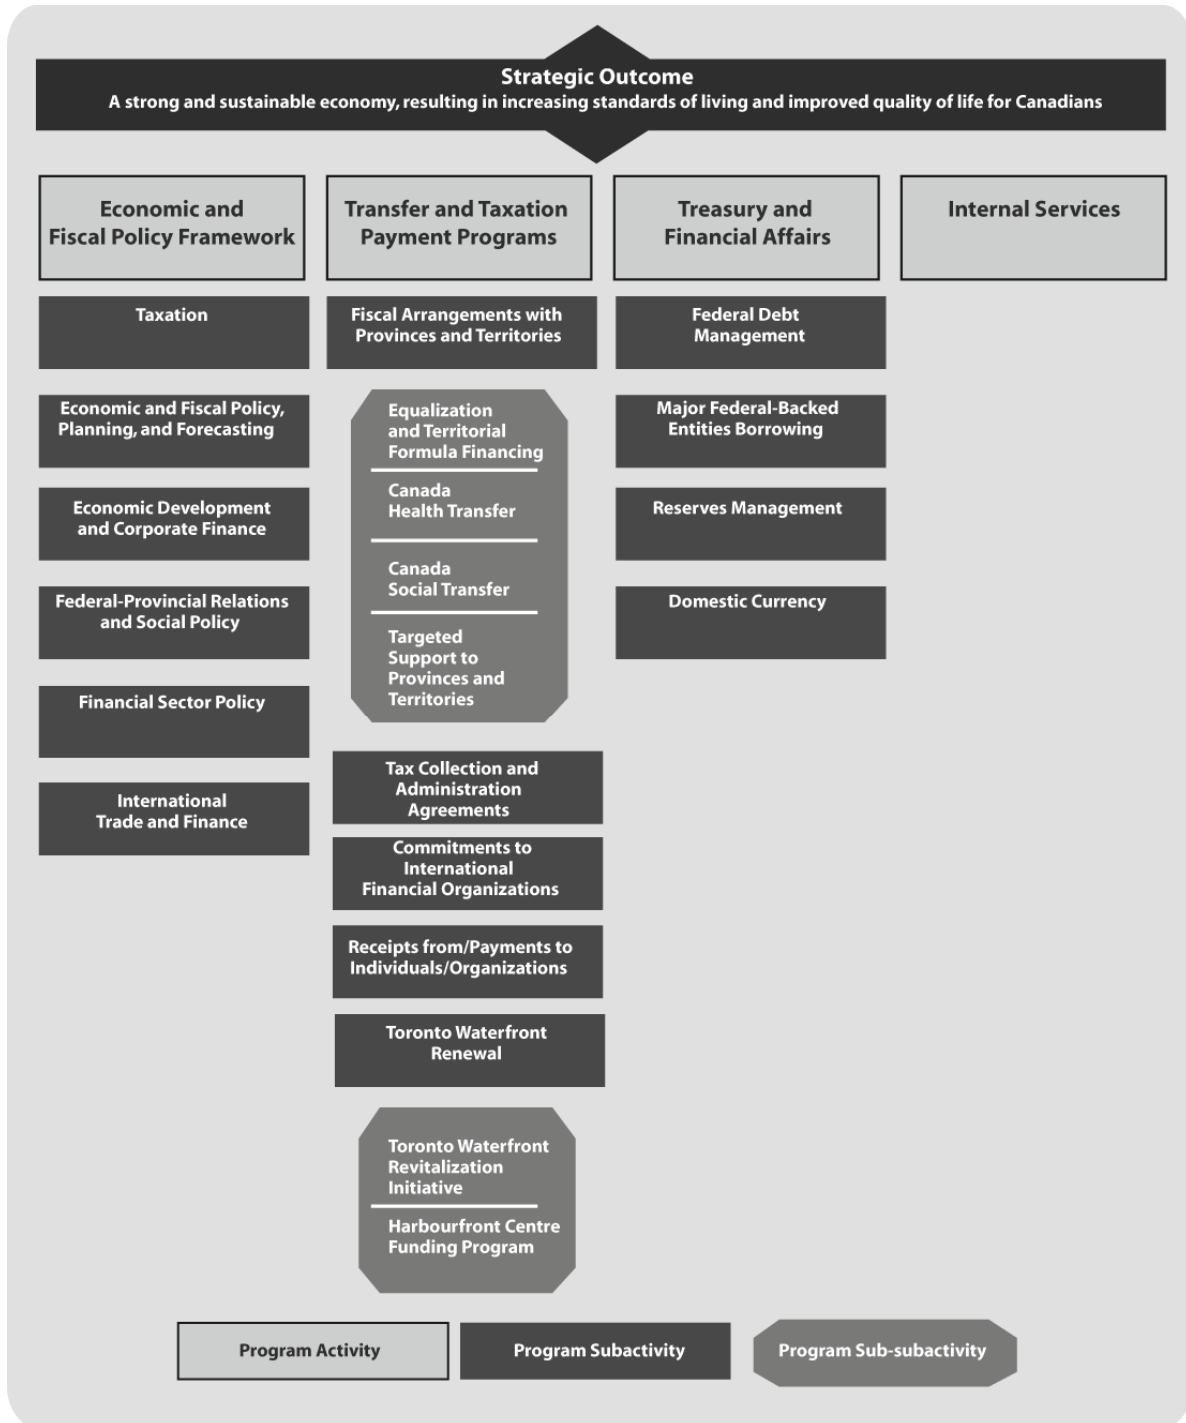 Strategic Outcome
A strong and sustainable economy, resulting in increasing standards of living and improved quality of life for Canadians
Economic and
Fiscal Policy Framework
Taxation
Economic and Fiscal Policy,
Planning, and Forecasting
Economic Development
and Corporate Finance
Federal-Provincial Relations
and Social Policy
Financial Sector Policy
International
Trade and Finance
Transfer and Taxation
Payment Programs
Fiscal Arrangements with
Provinces and Territories
Equalization
and Territorial
Formula Financing
Canada
Health Transfer
Canada
Social Transfer
Targeted
Support to
Provinces and
Territories
Tax Collection and
Administration
Agreements
Commitments to
International
Financial Organizations
Receipts from/Payments to
Individuals/Organizations
Toronto Waterfront
Renewal
Toronto Waterfront
Revitalization
Initiative
Harbourfront Centre
Funding Program
Treasury and
Financial Affairs
Federal Debt
Management
Major Federal-Backed
Entities Borrowing
Reserves Management
Domestic Currency
Internal Services
Program Activity
Program Subactivity
Program Sub-subactivity